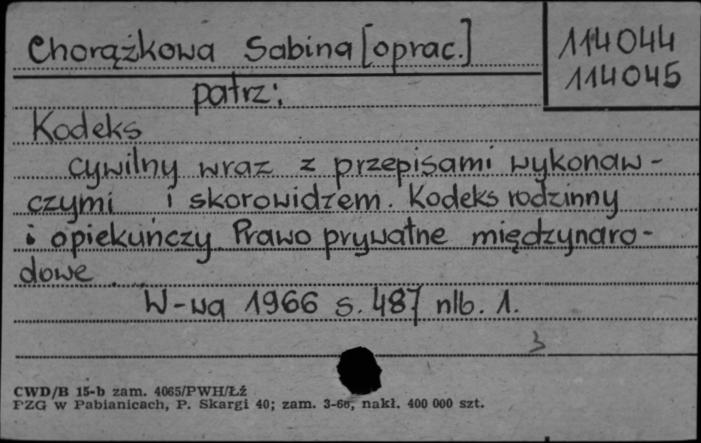 Chorążkowa Sabina [oprac.]
114044
114045
patrz:
Kodeks
cywilny wraz z przepisami wykonaw-
czymi i skorowidzem. Kodeks rodzinny
i opiekuńczy. Prawo prywatne międzynaro-
dowe.
W-wa 1966 s. 487 nlb. 1.
3
CWD/B 15-b zam. 4065/PWH/Łź
PZG w Pabianicach, P. Skargi 40; zam. 3-66, nakł. 400 000 szt.